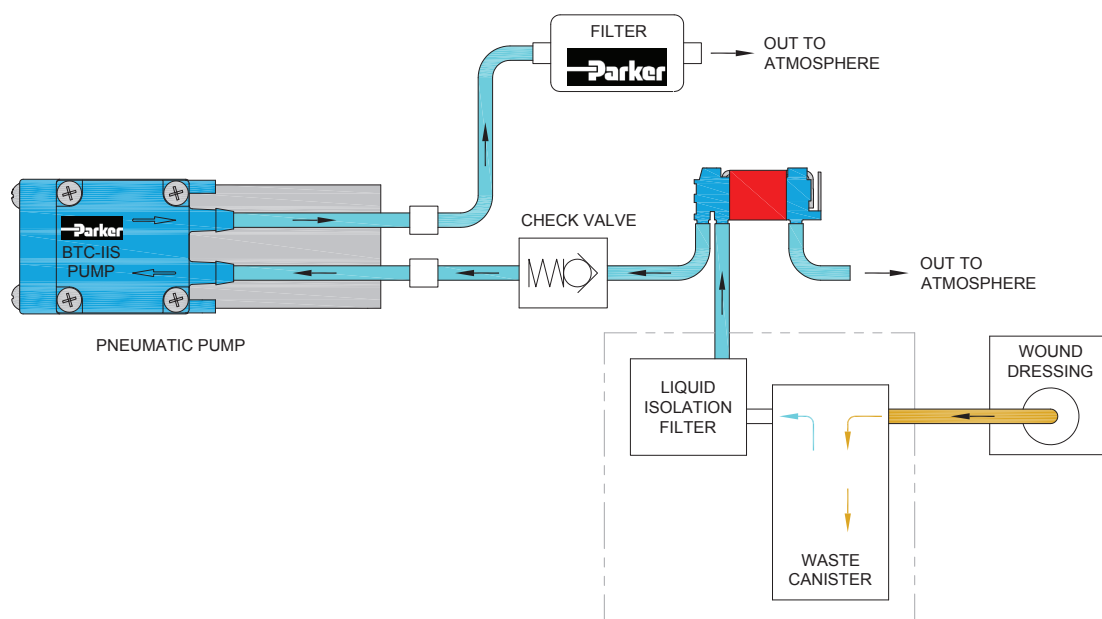 FILTER
Parker
OUT TO
ATMOSPHERE
Parker
BTC-IIS
PUMP
PNEUMATIC PUMP
CHECK VALVE
OUT TO
ATMOSPHERE
LIQUID
ISOLATION
FILTER
WASTE
CANISTER
WOUND
DRESSING